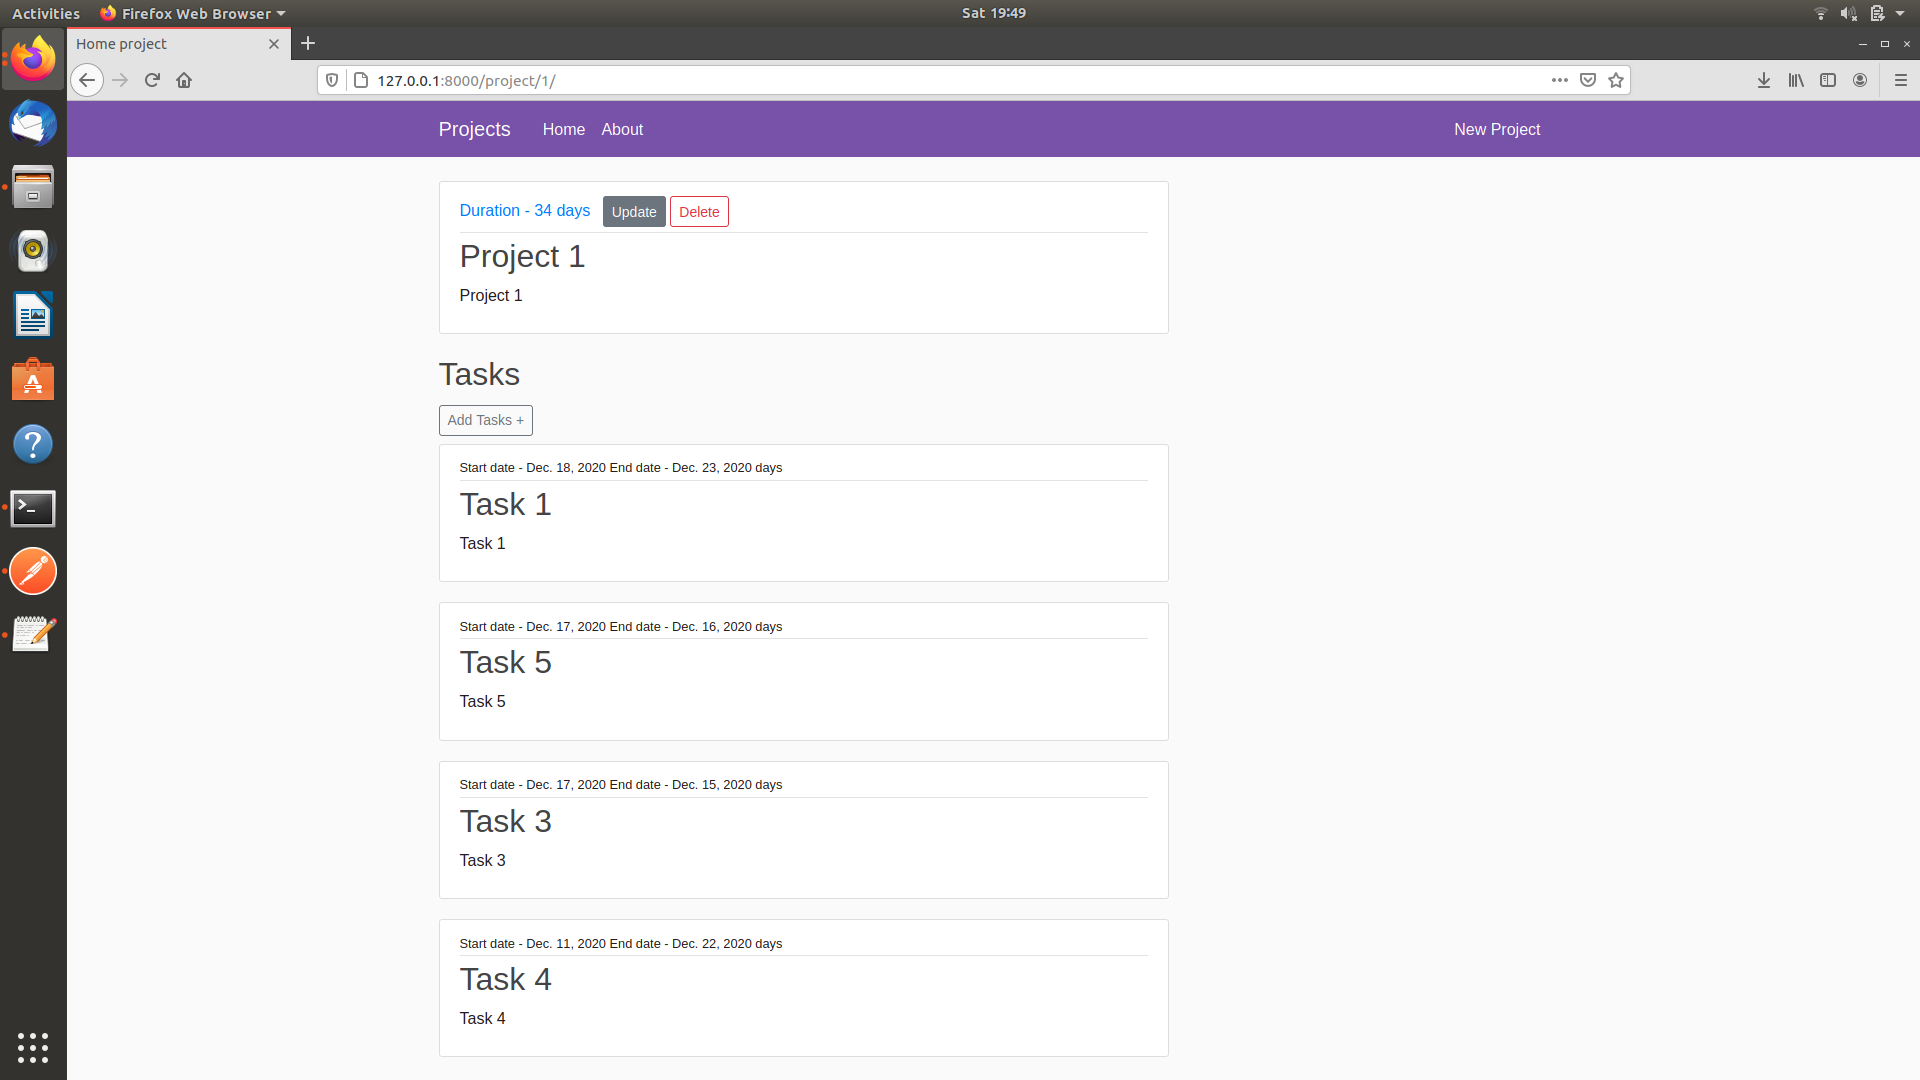 Activities Firefox Web Browser Sat 19:49
Home project
127.0.0.1:8000/project/1/
Projects Home About New Project
Duration - 34 days Update Delete
Project 1
Project 1
Tasks
Add Tasks +
Start date - Dec. 18, 2020 End date - Dec. 23, 2020 days
Task 1
Task 1
Start date - Dec. 17, 2020 End date - Dec. 16, 2020 days
Task 5
Task 5
Start date - Dec. 17, 2020 End date - Dec. 15, 2020 days
Task 3
Task 3
Start date - Dec. 11, 2020 End date - Dec. 22, 2020 days
Task 4
Task 4